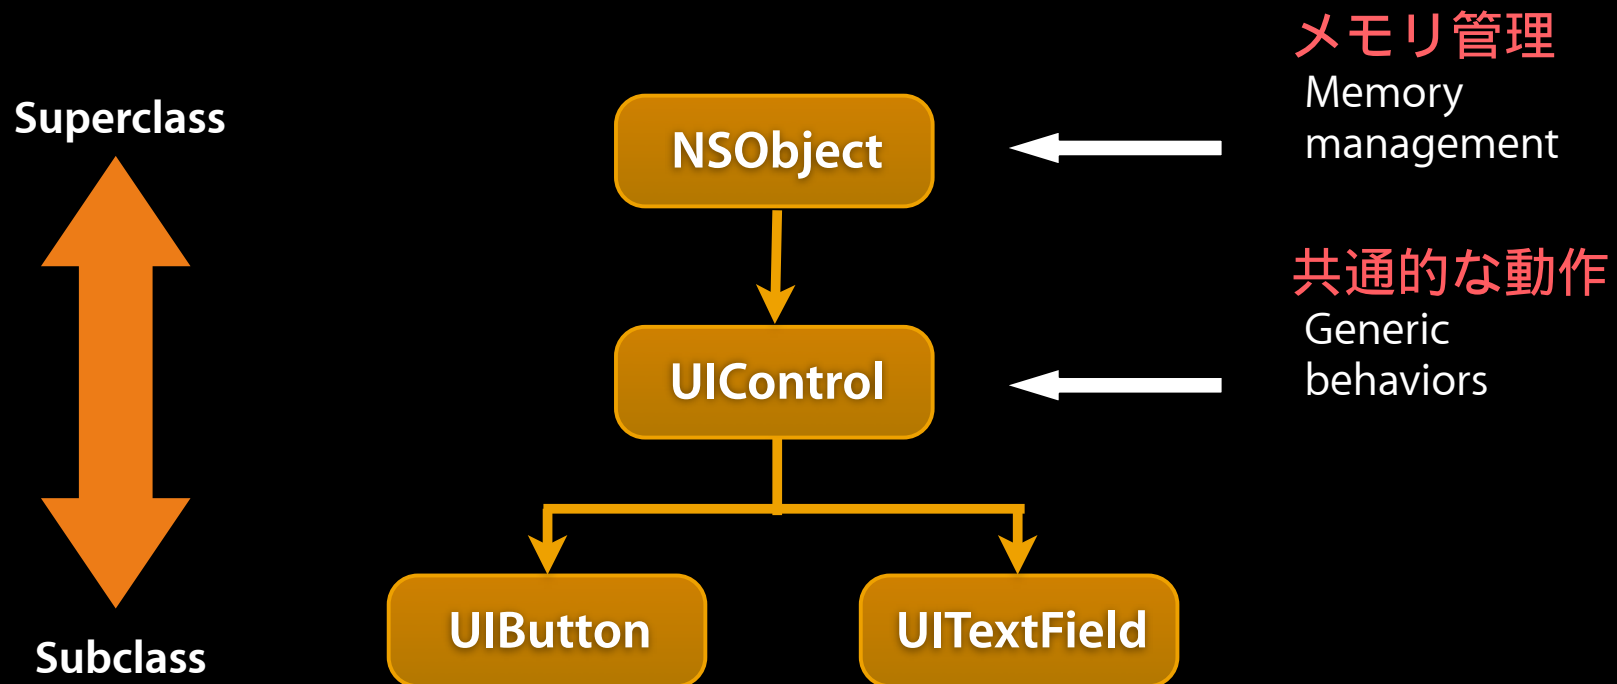 メモリ管理
Memory
management
Superclass
NSObject
共通的な動作
Generic
behaviors
UIControl
UIButton
UITextField
Subclass